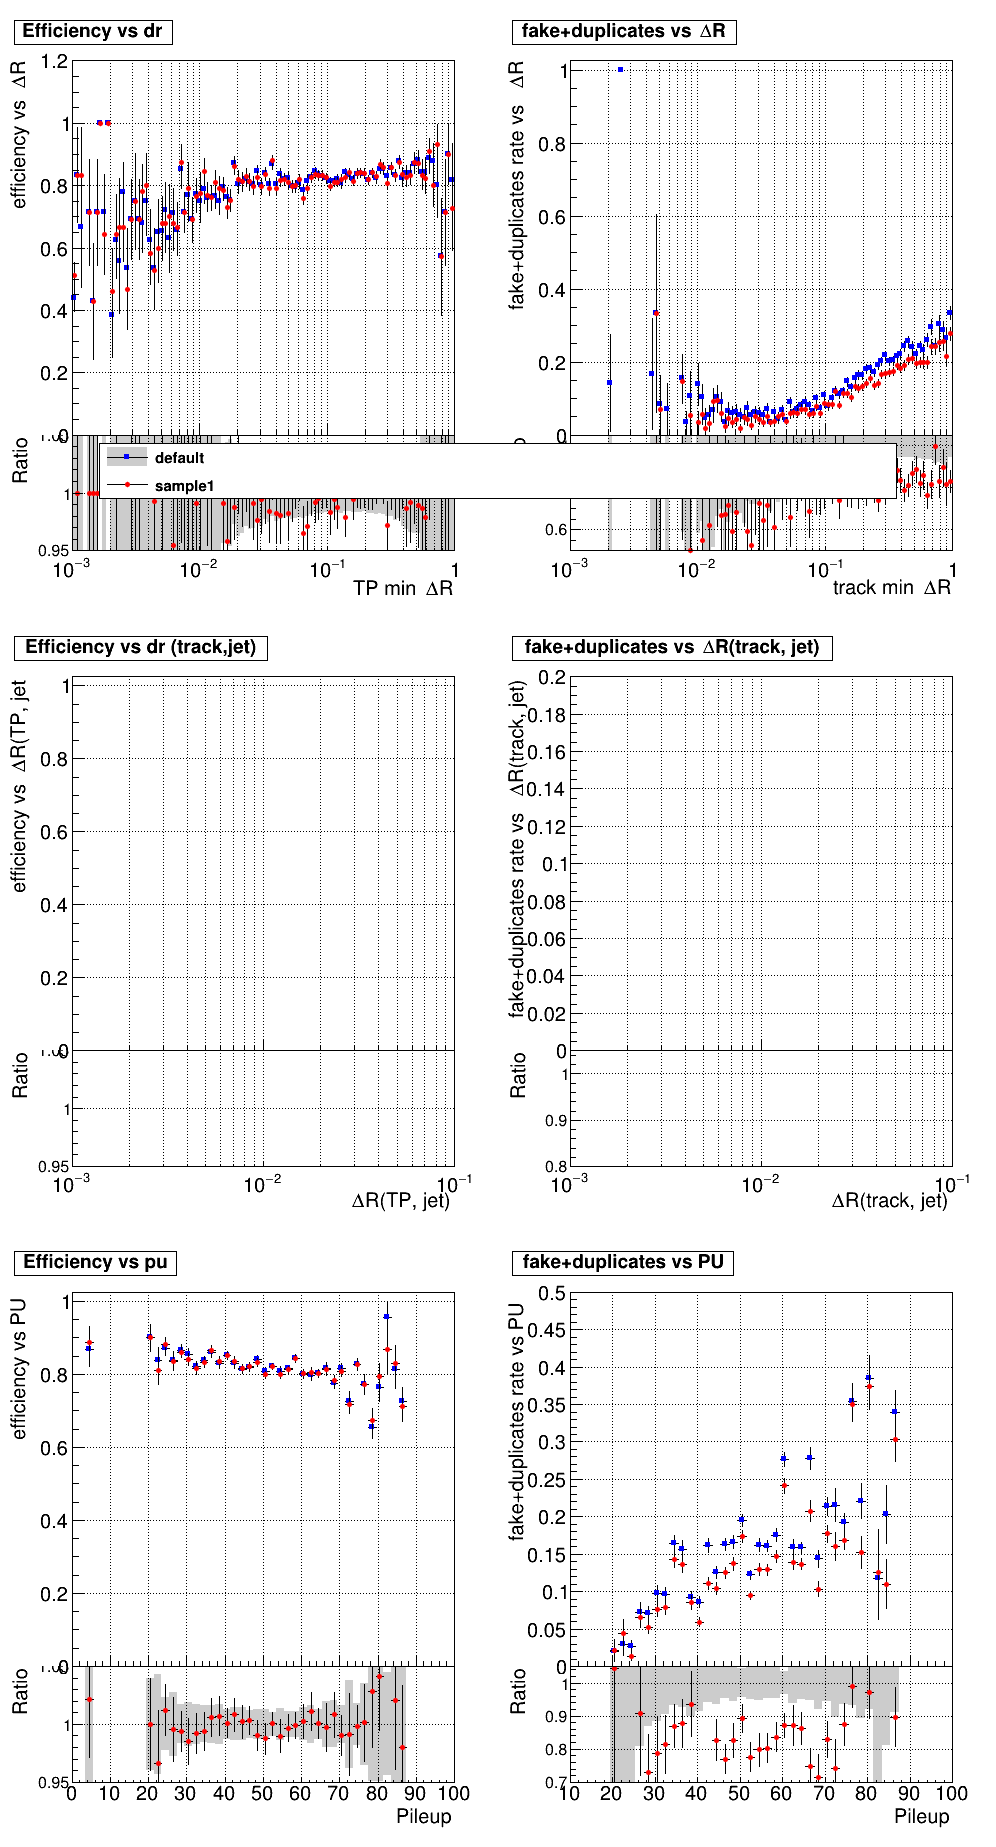 Efficiency vs dr
efficiency vs ΔR
1.2
1
0.8
0.6
0.4
0.2
0
Ratio
1
0.95
10⁻³
10⁻²
10⁻¹
1
TP min ΔR
fake+duplicates vs ΔR
fake+duplicates rate vs ΔR
1
0.8
0.6
0.4
0.2
0
0.6
10⁻³
10⁻²
10⁻¹
1
track min ΔR
default
sample1
Efficiency vs dr (track,jet)
efficiency vs ΔR(TP, jet
1
0.8
0.6
0.4
0.2
0
Ratio
1
0.95
10⁻³
10⁻²
10⁻¹
ΔR(TP, jet)
fake+duplicates vs ΔR(track, jet)
fake+duplicates rate vs ΔR(track, jet)
0.2
0.18
0.16
0.14
0.12
0.1
0.08
0.06
0.04
0.02
0
Ratio
1
0.9
0.8
10⁻³
10⁻²
10⁻¹
ΔR(track, jet)
Efficiency vs pu
efficiency vs PU
1
0.8
0.6
0.4
0.2
0
Ratio
1
0.95
0 10 20 30 40 50 60 70 80 90 100
Pileup
fake+duplicates vs PU
fake+duplicates rate vs PU
0.5
0.45
0.4
0.35
0.3
0.25
0.2
0.15
0.1
0.05
0
Ratio
1
0.9
0.8
0.7
10 20 30 40 50 60 70 80 90 100
Pileup